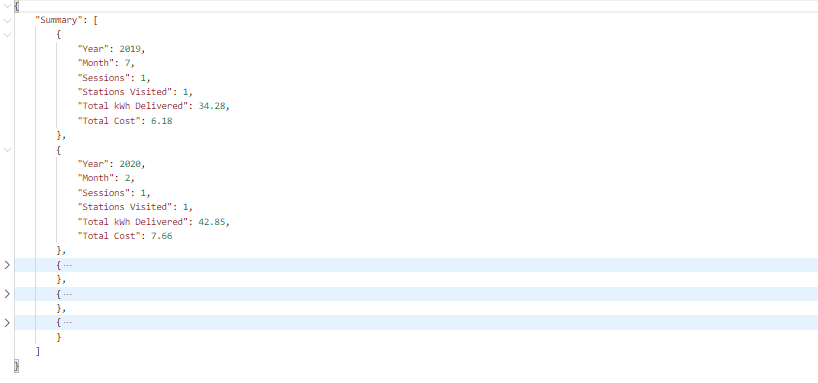 {
"Summary": [
{
"Year": 2019,
"Month": 7,
"Sessions": 1,
"Stations Visited": 1,
"Total kWh Delivered": 34.28,
"Total Cost": 6.18
},
{
"Year": 2020,
"Month": 2,
"Sessions": 1,
"Stations Visited": 1,
"Total kWh Delivered": 42.85,
"Total Cost": 7.66
},
{ ···
},
{ ···
},
{ ···
}
]
}